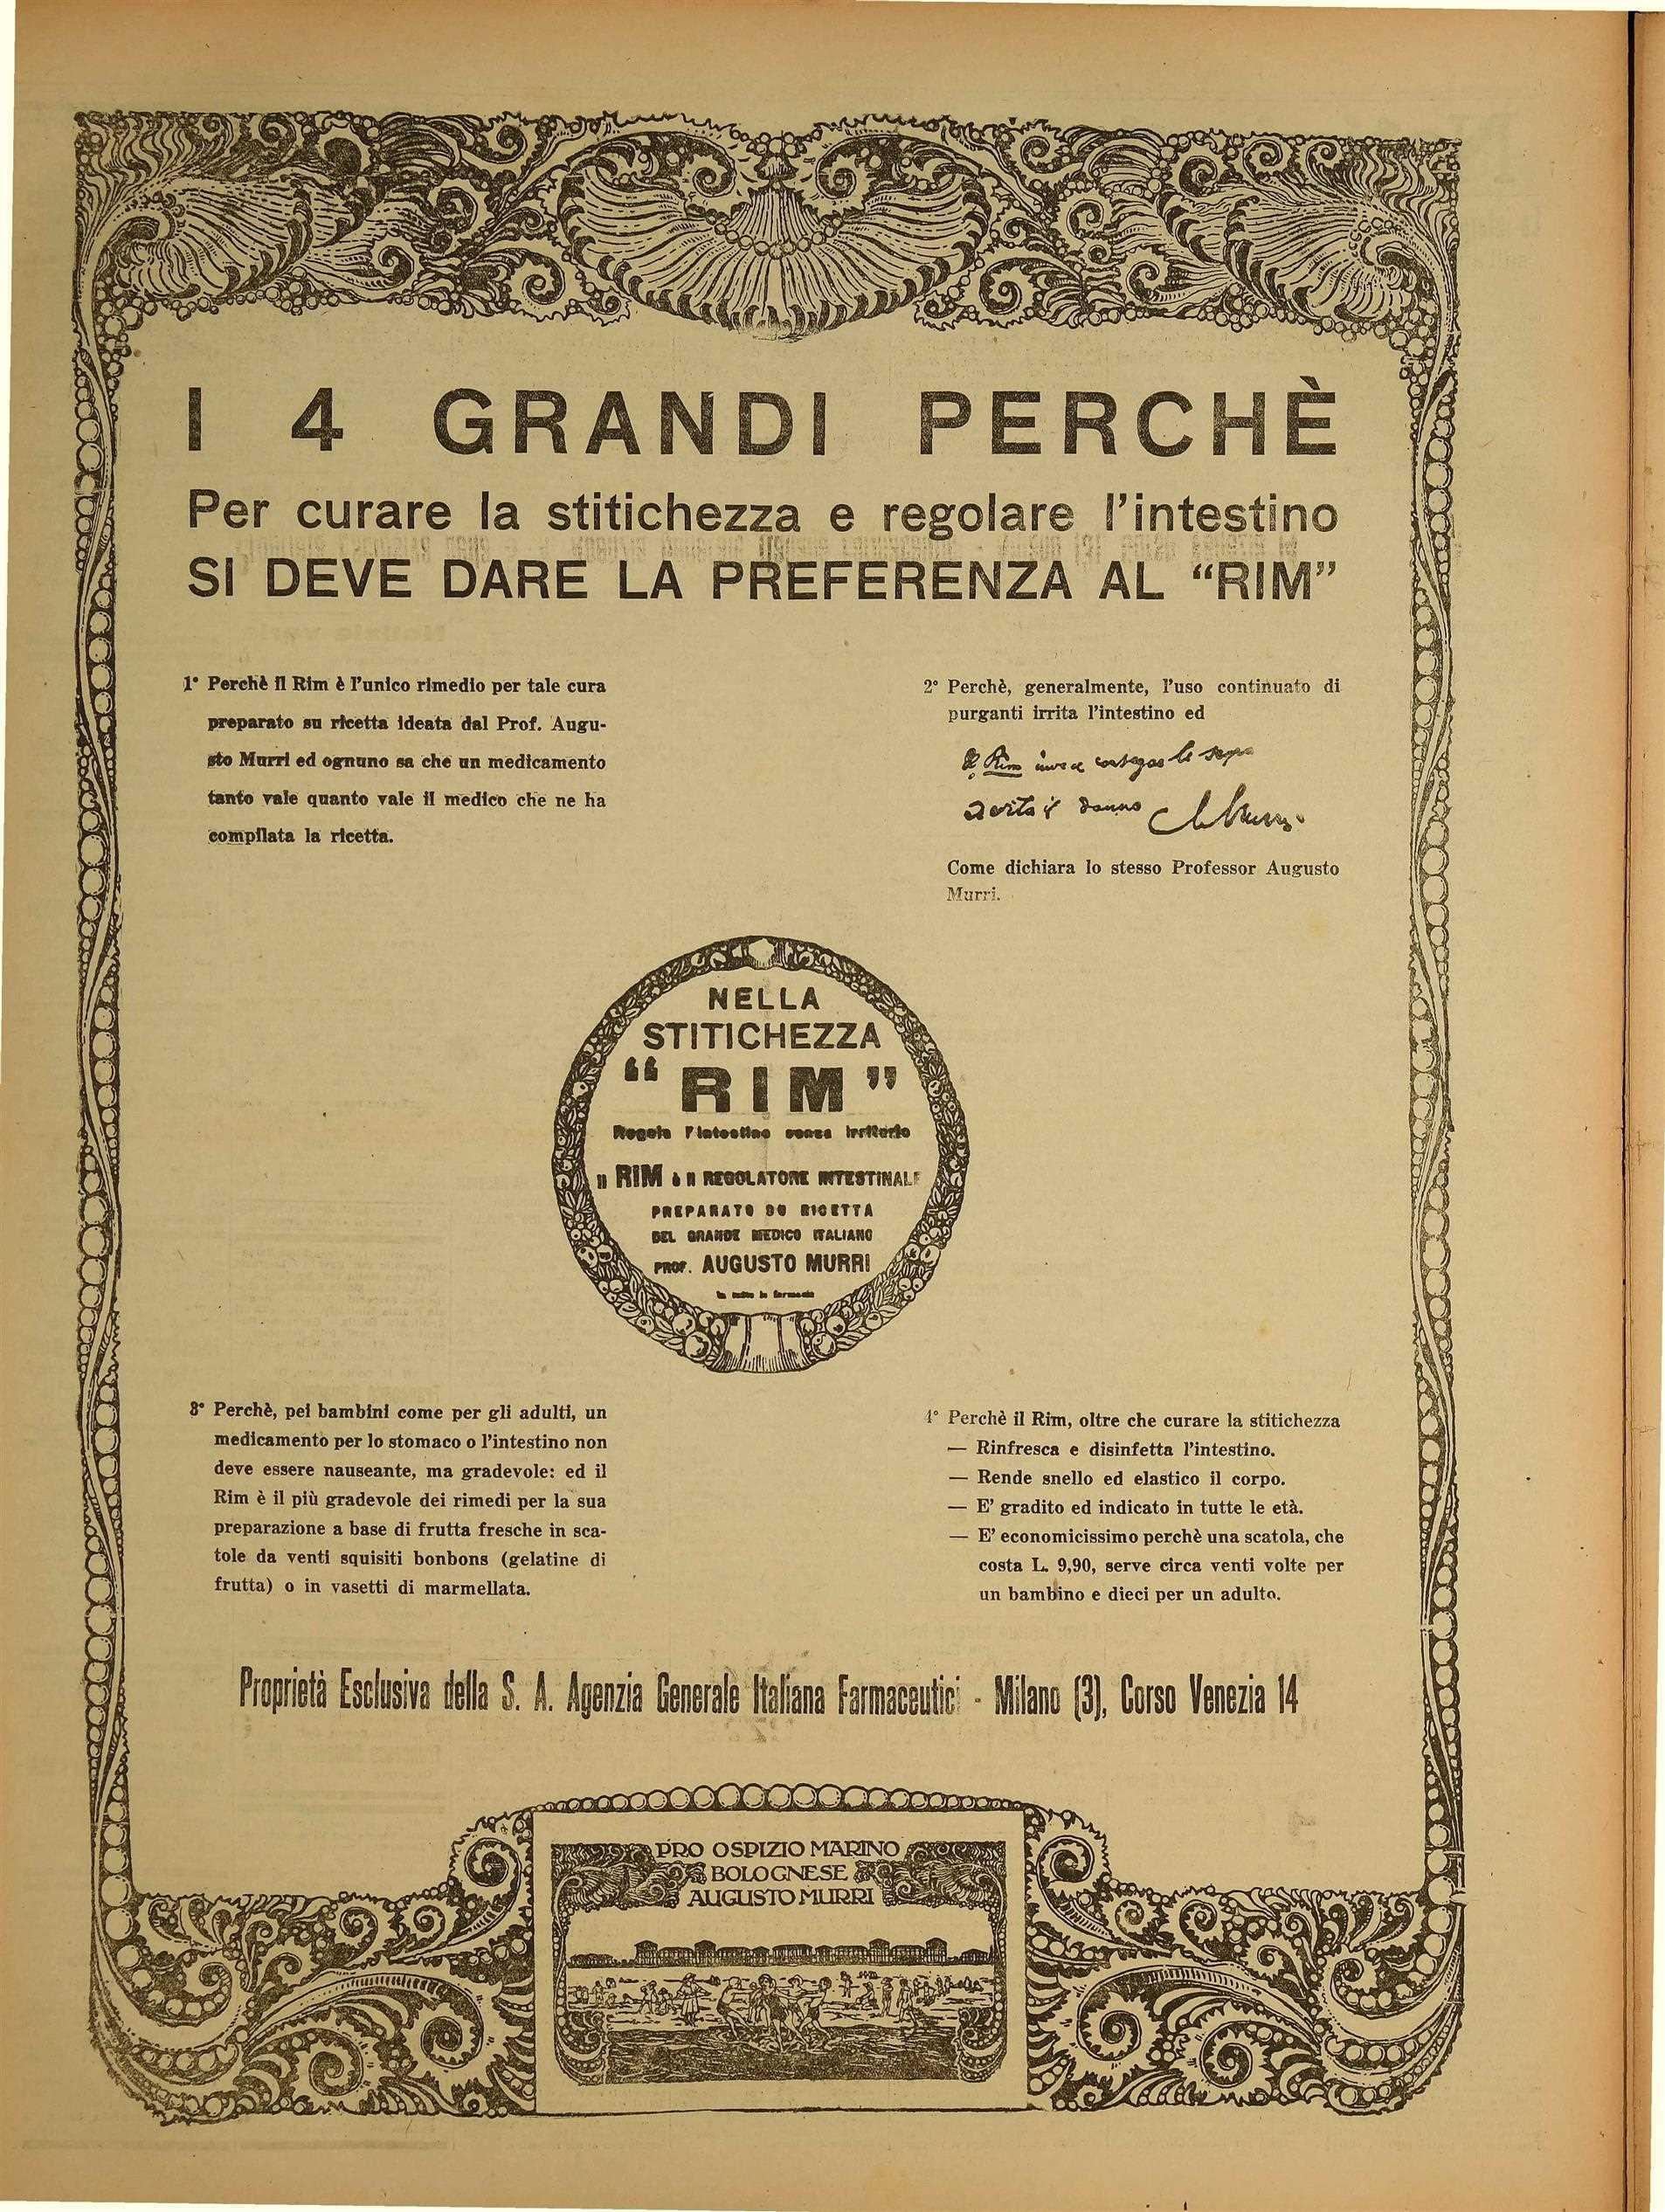 I 4 GRANDI PERCHÈ
Per curare la stitichezza e regolare l'intestino
SI DEVE DARE LA PREFERENZA AL “RIM”
1° Perchè il Rim è l'unico rimedio per tale cura
preparato su ricetta ideata dal Prof. Augu-
sto Murri ed ognuno sa che un medicamento
tanto vale quanto vale il medico che ne ha
compilata la ricetta.
2° Perchè, generalmente, l'uso continuato di
purganti irrita l'intestino ed
il Rim invece
evita il danno
Come dichiara lo stesso Professor Augusto
Murri.
NELLA
STITICHEZZA
“RIM”
Regola l'intestino senza irritarlo
Il RIM è il REGOLATORE INTESTINALE
PREPARATO SU RICETTA
DEL GRANDE MEDICO ITALIANO
PROF. AUGUSTO MURRI
In tutte le farmacie
3° Perchè, pei bambini come per gli adulti, un
medicamento per lo stomaco o l'intestino non
deve essere nauseante, ma gradevole: ed il
Rim è il più gradevole dei rimedi per la sua
preparazione a base di frutta fresche in sca-
tole da venti squisiti bonbons (gelatine di
frutta) o in vasetti di marmellata.
4° Perchè il Rim, oltre che curare la stitichezza
— Rinfresca e disinfetta l'intestino.
— Rende snello ed elastico il corpo.
— E' gradito ed indicato in tutte le età.
— E' economicissimo perchè una scatola, che
costa L. 9,90, serve circa venti volte per
un bambino e dieci per un adulto.
Proprietà Esclusiva della S. A. Agenzia Generale Italiana Farmaceutici - Milano (3), Corso Venezia 14
PRO OSPIZIO MARINO
BOLOGNESE
AUGUSTO MURRI